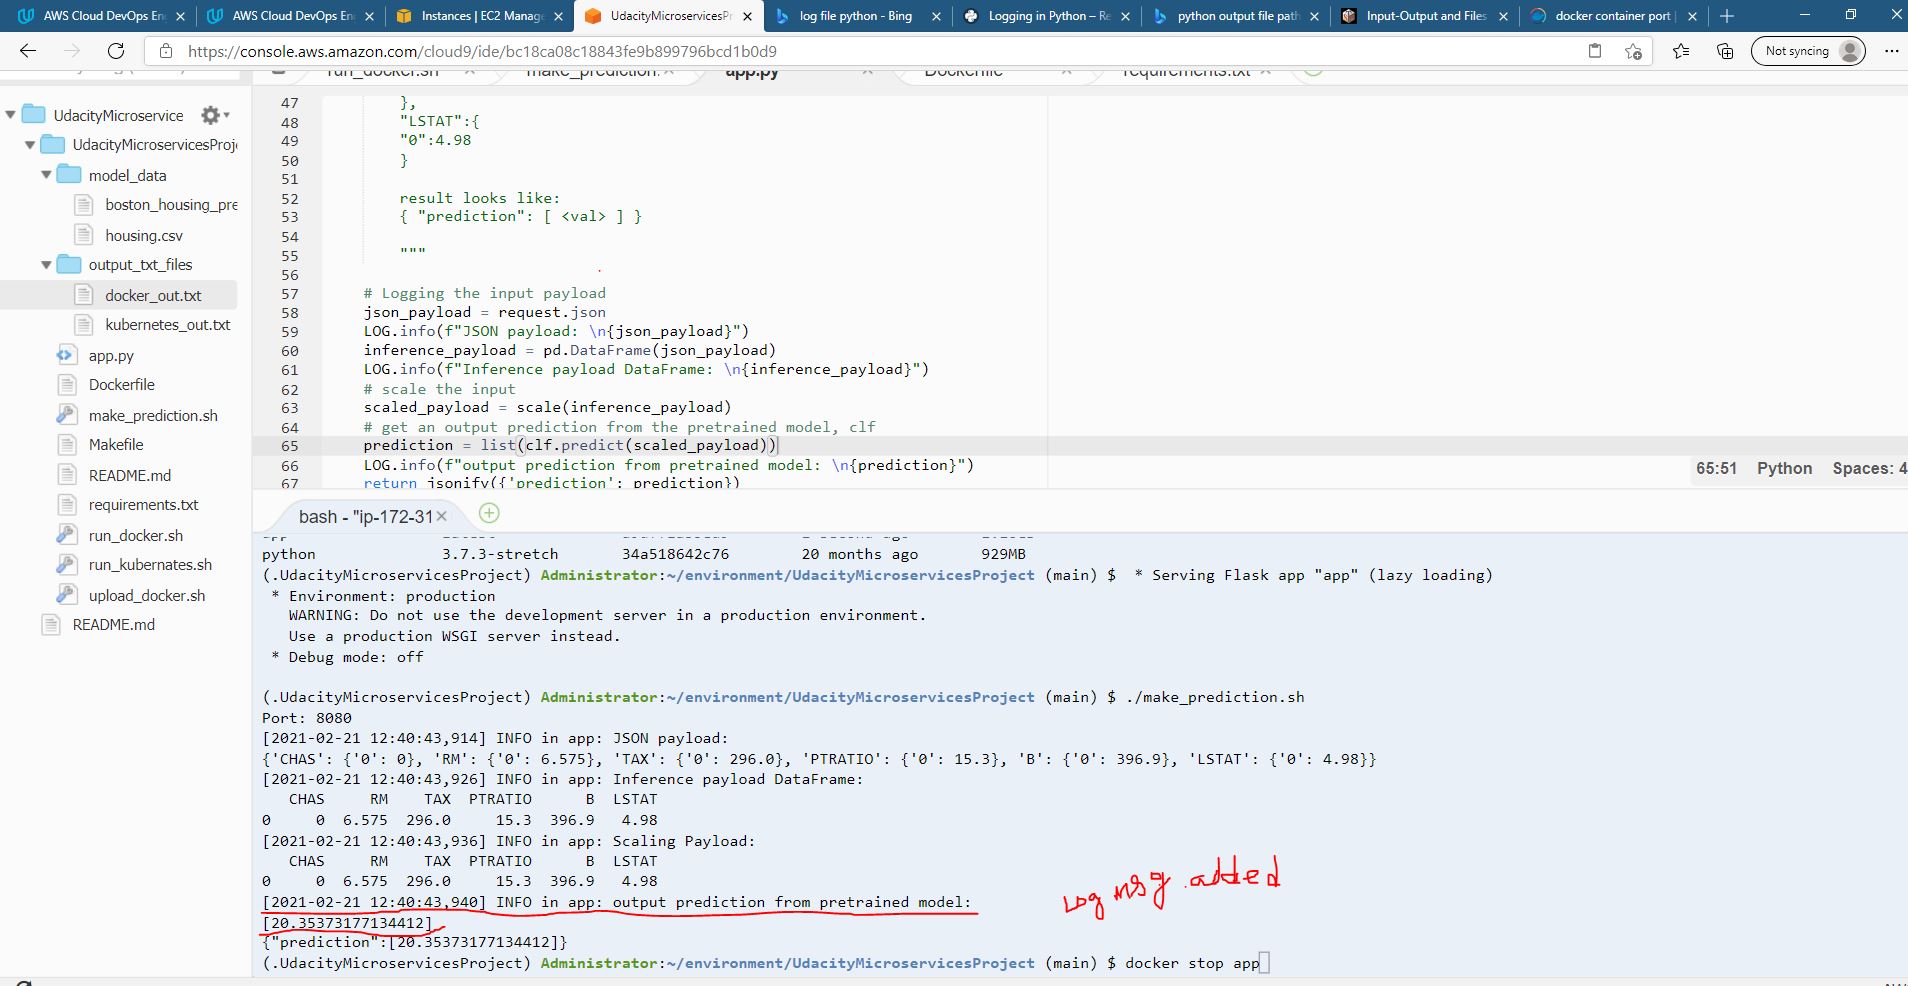 AWS Cloud DevOps En
AWS Cloud DevOps En
Instances | EC2 Manage
UdacityMicroservicesPr
log file python - Bing
Logging in Python – Re
python output file path
Input-Output and Files
docker container port |
https://console.aws.amazon.com/cloud9/ide/bc18ca08c18843fe9b899796bcd1b0d9
Not syncing
run_docker.sh
make_prediction.
app.py
Dockerfile
requirements.txt
UdacityMicroservice
UdacityMicroservicesProj
model_data
boston_housing_pre
housing.csv
output_txt_files
docker_out.txt
kubernetes_out.txt
app.py
Dockerfile
make_prediction.sh
Makefile
README.md
requirements.txt
run_docker.sh
run_kubernates.sh
upload_docker.sh
README.md
47 },
48 "LSTAT":{
49 "0":4.98
50 }
51
52 result looks like:
53 { "prediction": [ <val> ] }
54
55 """
56
57 # Logging the input payload
58 json_payload = request.json
59 LOG.info(f"JSON payload: \n{json_payload}")
60 inference_payload = pd.DataFrame(json_payload)
61 LOG.info(f"Inference payload DataFrame: \n{inference_payload}")
62 # scale the input
63 scaled_payload = scale(inference_payload)
64 # get an output prediction from the pretrained model, clf
65 prediction = list(clf.predict(scaled_payload))
66 LOG.info(f"output prediction from pretrained model: \n{prediction}")
67 return jsonify({'prediction': prediction})
65:51 Python Spaces: 4
bash - "ip-172-31
python 3.7.3-stretch 34a518642c76 20 months ago 929MB
(.UdacityMicroservicesProject) Administrator:~/environment/UdacityMicroservicesProject (main) $ * Serving Flask app "app" (lazy loading)
* Environment: production
WARNING: Do not use the development server in a production environment.
Use a production WSGI server instead.
* Debug mode: off
(.UdacityMicroservicesProject) Administrator:~/environment/UdacityMicroservicesProject (main) $ ./make_prediction.sh
Port: 8080
[2021-02-21 12:40:43,914] INFO in app: JSON payload:
{'CHAS': {'0': 0}, 'RM': {'0': 6.575}, 'TAX': {'0': 296.0}, 'PTRATIO': {'0': 15.3}, 'B': {'0': 396.9}, 'LSTAT': {'0': 4.98}}
[2021-02-21 12:40:43,926] INFO in app: Inference payload DataFrame:
CHAS RM TAX PTRATIO B LSTAT
0 0 6.575 296.0 15.3 396.9 4.98
[2021-02-21 12:40:43,936] INFO in app: Scaling Payload:
CHAS RM TAX PTRATIO B LSTAT
0 0 6.575 296.0 15.3 396.9 4.98
[2021-02-21 12:40:43,940] INFO in app: output prediction from pretrained model:
[20.35373177134412]
{"prediction":[20.35373177134412]}
(.UdacityMicroservicesProject) Administrator:~/environment/UdacityMicroservicesProject (main) $ docker stop app
Log msg added